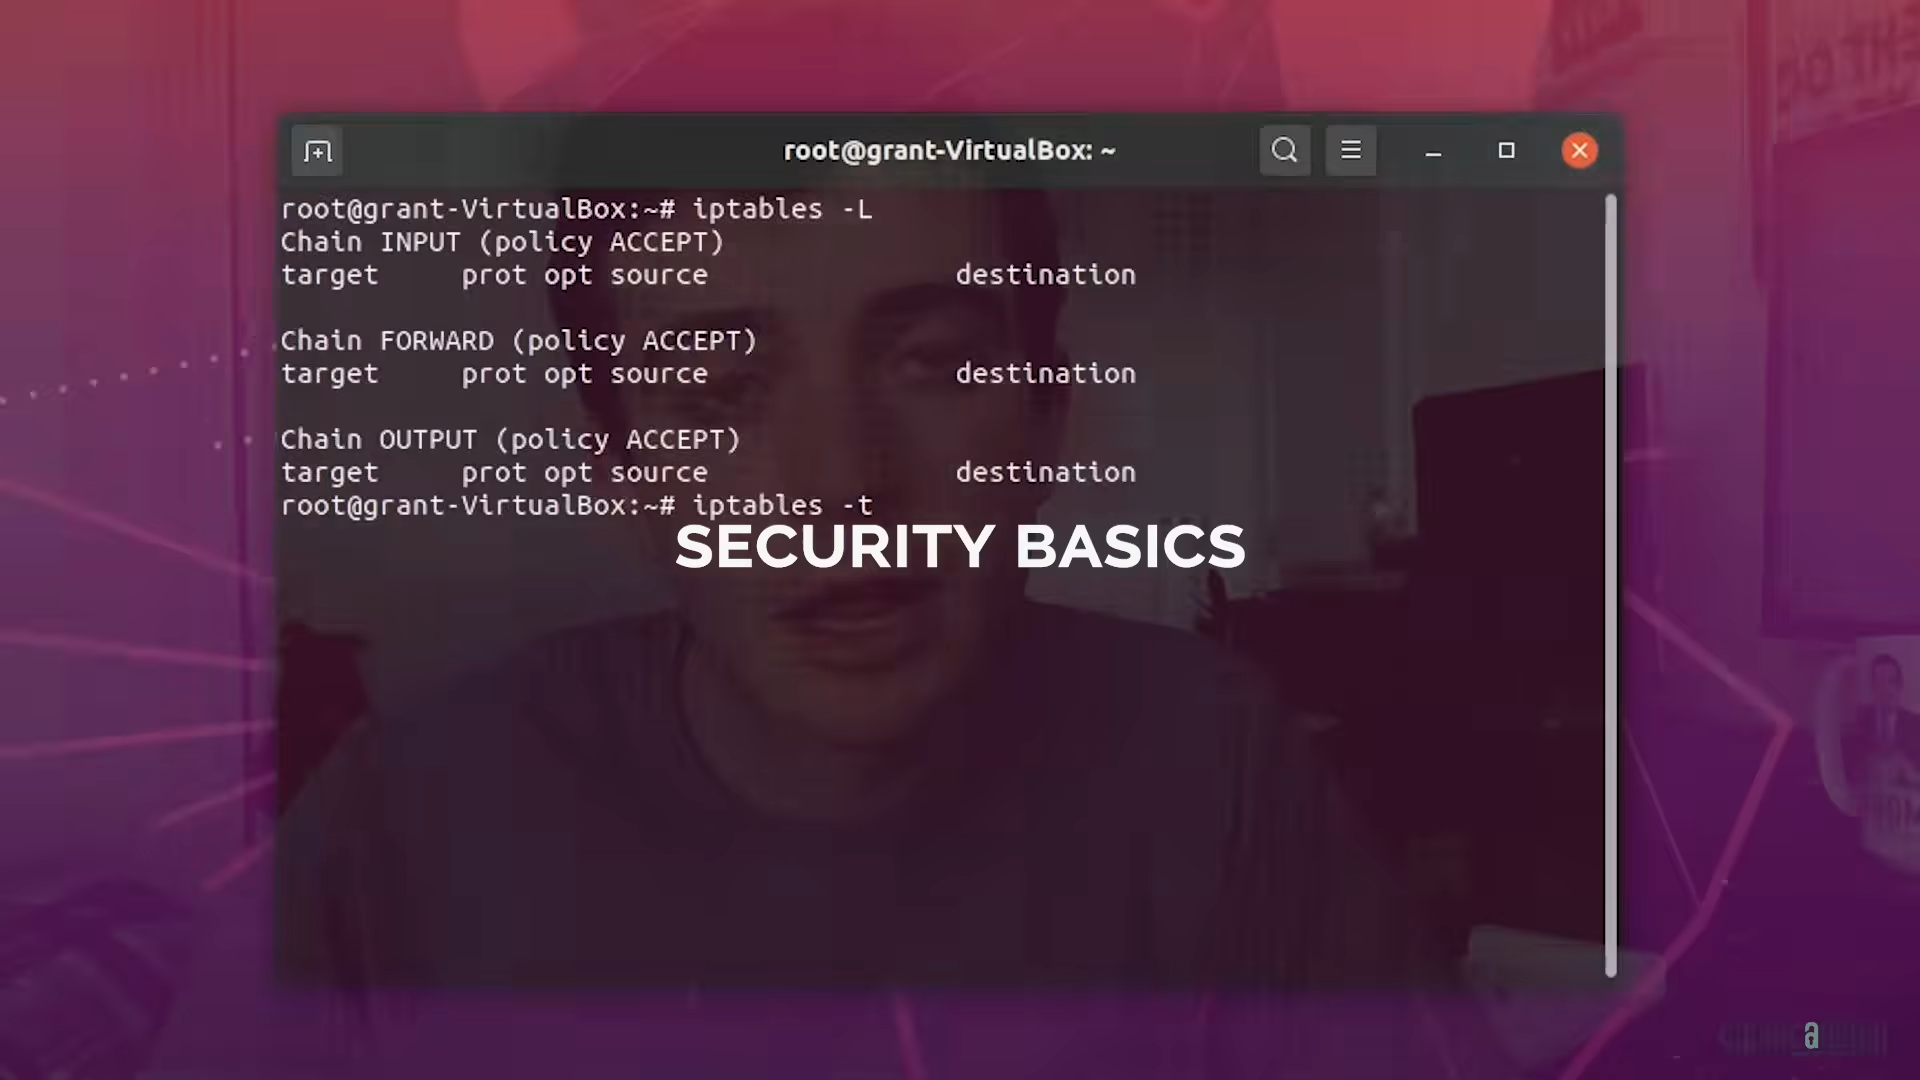 root@grant-VirtualBox: ~
root@grant-VirtualBox:~# iptables -L
Chain INPUT (policy ACCEPT)
target     prot opt source               destination

Chain FORWARD (policy ACCEPT)
target     prot opt source               destination

Chain OUTPUT (policy ACCEPT)
target     prot opt source               destination
root@grant-VirtualBox:~# iptables -t
SECURITY BASICS
a